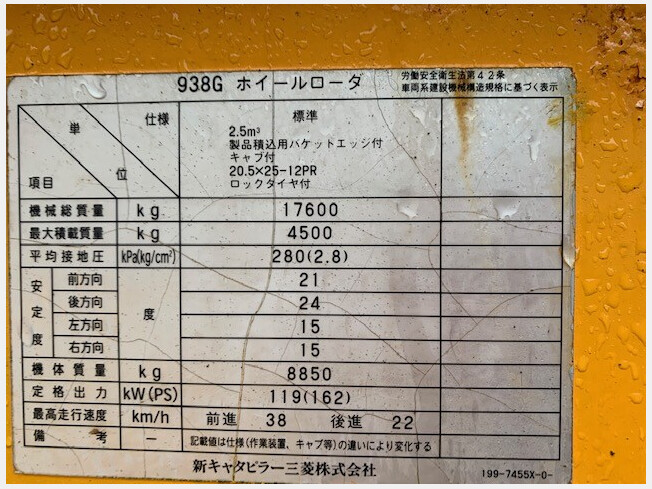 938G ホイールローダ
労働安全衛生法第42条
車両系建設機械構造規格に基づく表示
単位 仕様 項目
標準
2.5m³
製品積込用バケットエッジ付
キャブ付
20.5×25-12PR
ロックタイヤ付
機械総質量 kg 17600
最大積載質量 kg 4500
平均接地圧 kPa(kg/cm²) 280(2.8)
安定度 度
前方向 21
後方向 24
左方向 15
右方向 15
機体質量 kg 8850
定格出力 kW(PS) 119(162)
最高走行速度 km/h 前進 38 後進 22
備考 － 記載値は仕様(作業装置、キャブ等)の違いにより変化する
新キャタピラー三菱株式会社
199-7455X-0-